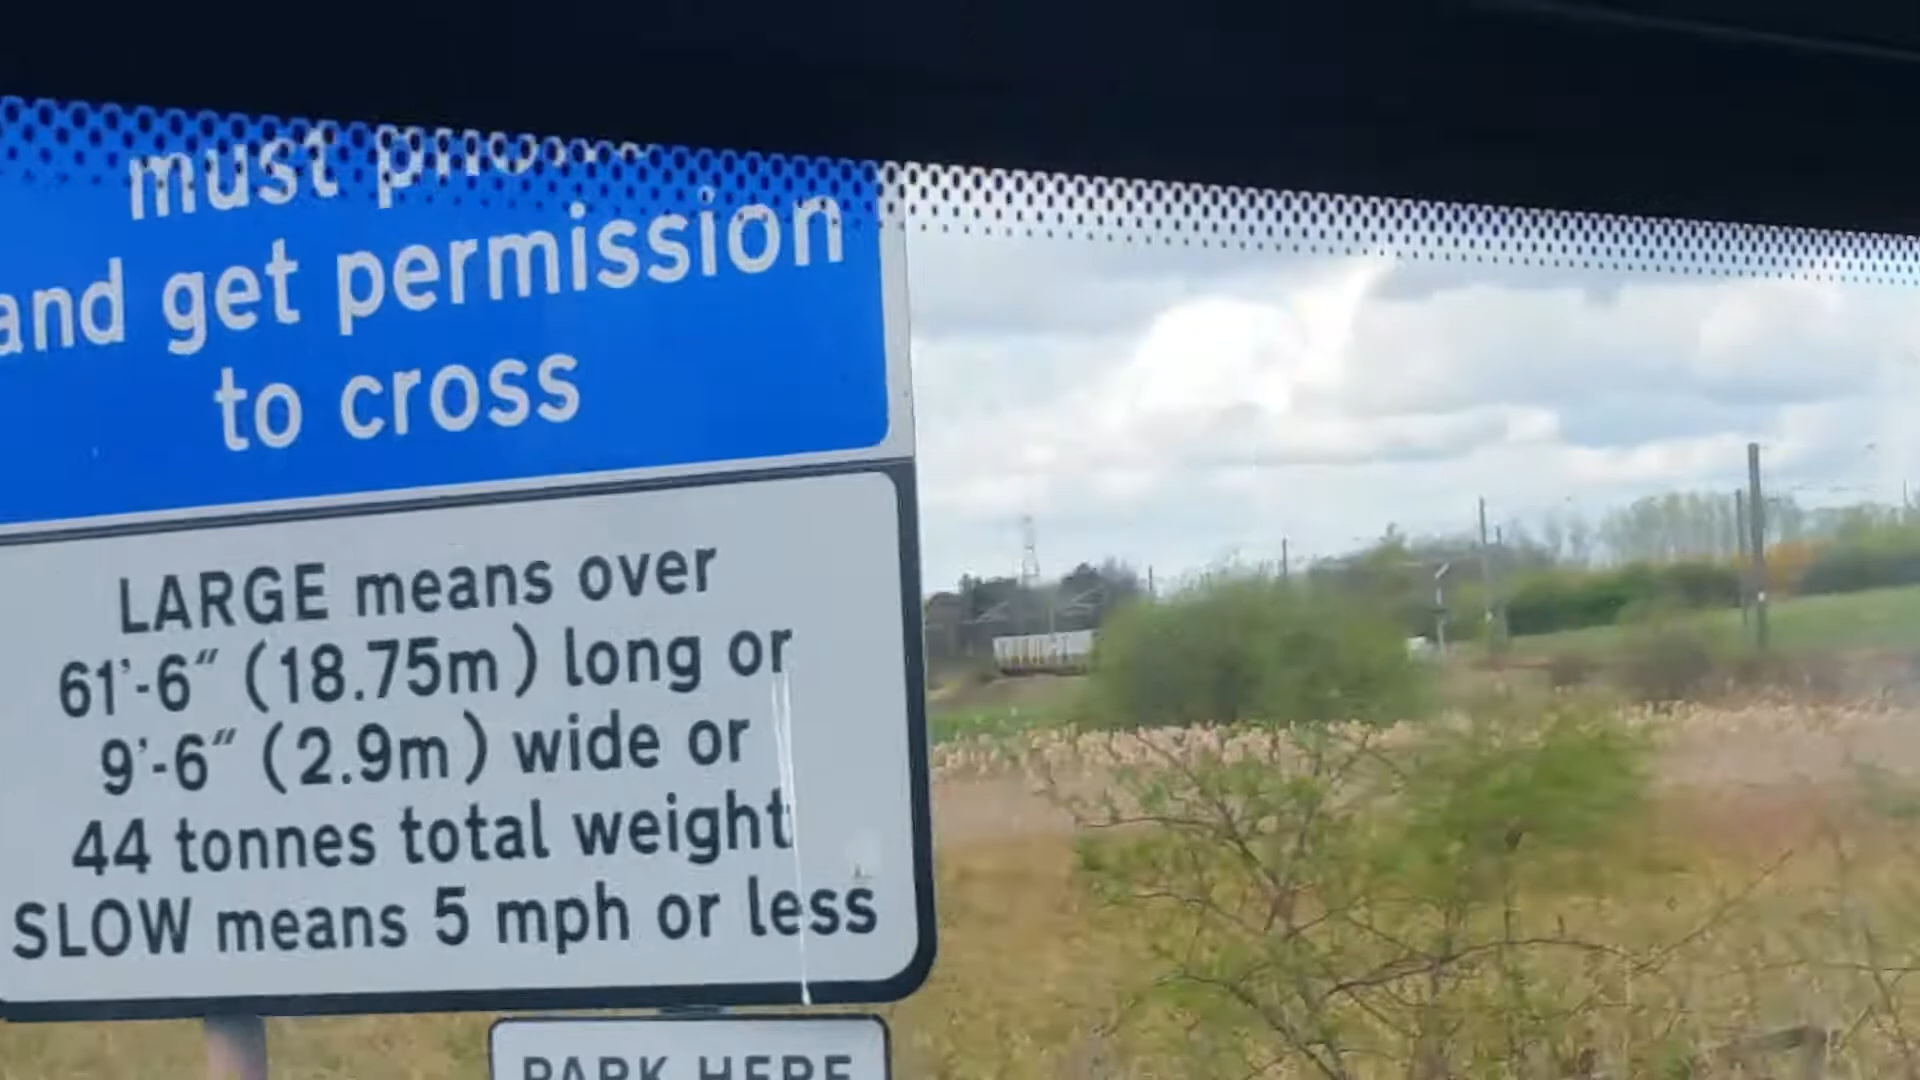 must
and get permission
to cross
LARGE means over
61'-6" (18.75m) long or
9'-6" (2.9m) wide or
44 tonnes total weight
SLOW means 5 mph or less
PARK HERE